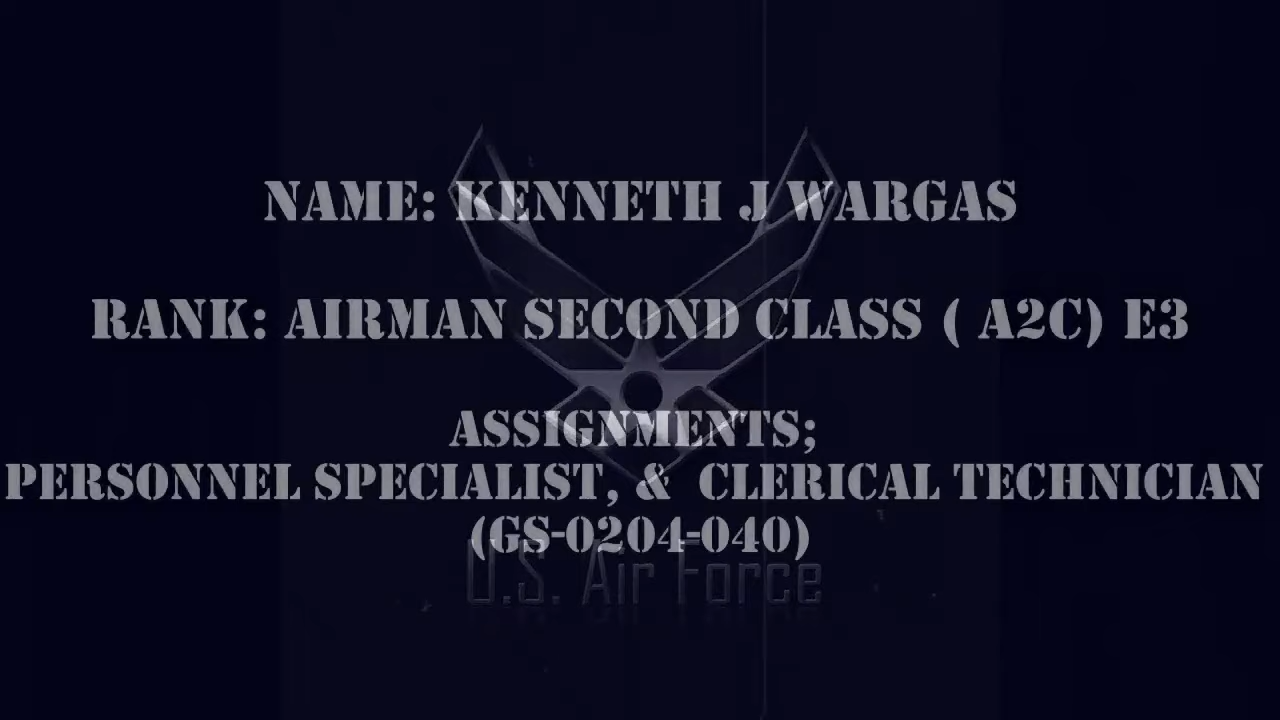 NAME: KENNETH J WARGAS
RANK: AIRMAN SECOND CLASS ( A2C) E3
ASSIGNMENTS;
PERSONNEL SPECIALIST, &  CLERICAL TECHNICIAN
(GS-0204-040)
U.S. Air Force